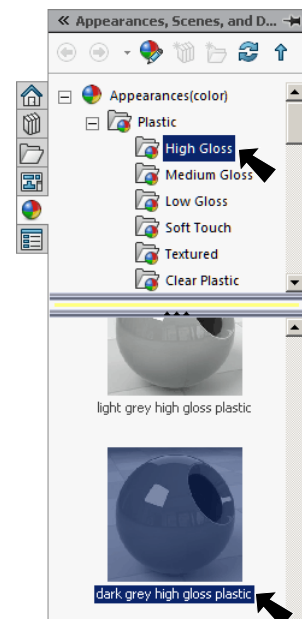 « Appearances, Scenes, and D...
Appearances(color)
Plastic
High Gloss
Medium Gloss
Low Gloss
Soft Touch
Textured
Clear Plastic
light grey high gloss plastic
dark grey high gloss plastic